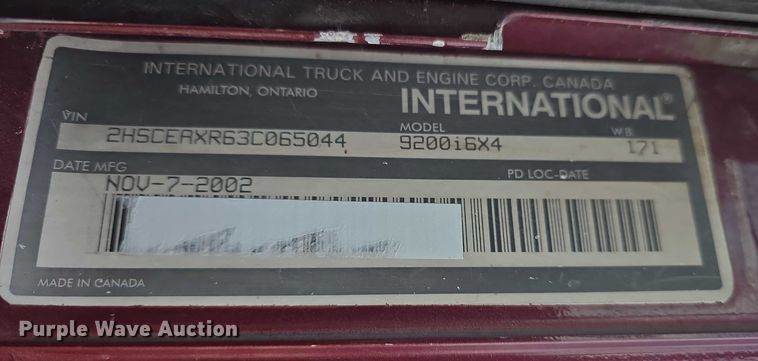 INTERNATIONAL TRUCK AND ENGINE CORP. CANADA
HAMILTON, ONTARIO
INTERNATIONAL®
VIN MODEL WB
2HSCEAXR63C065044 9200i6X4 171
DATE MFG PD LOC-DATE
NOV-7-2002
MADE IN CANADA
Purple Wave Auction